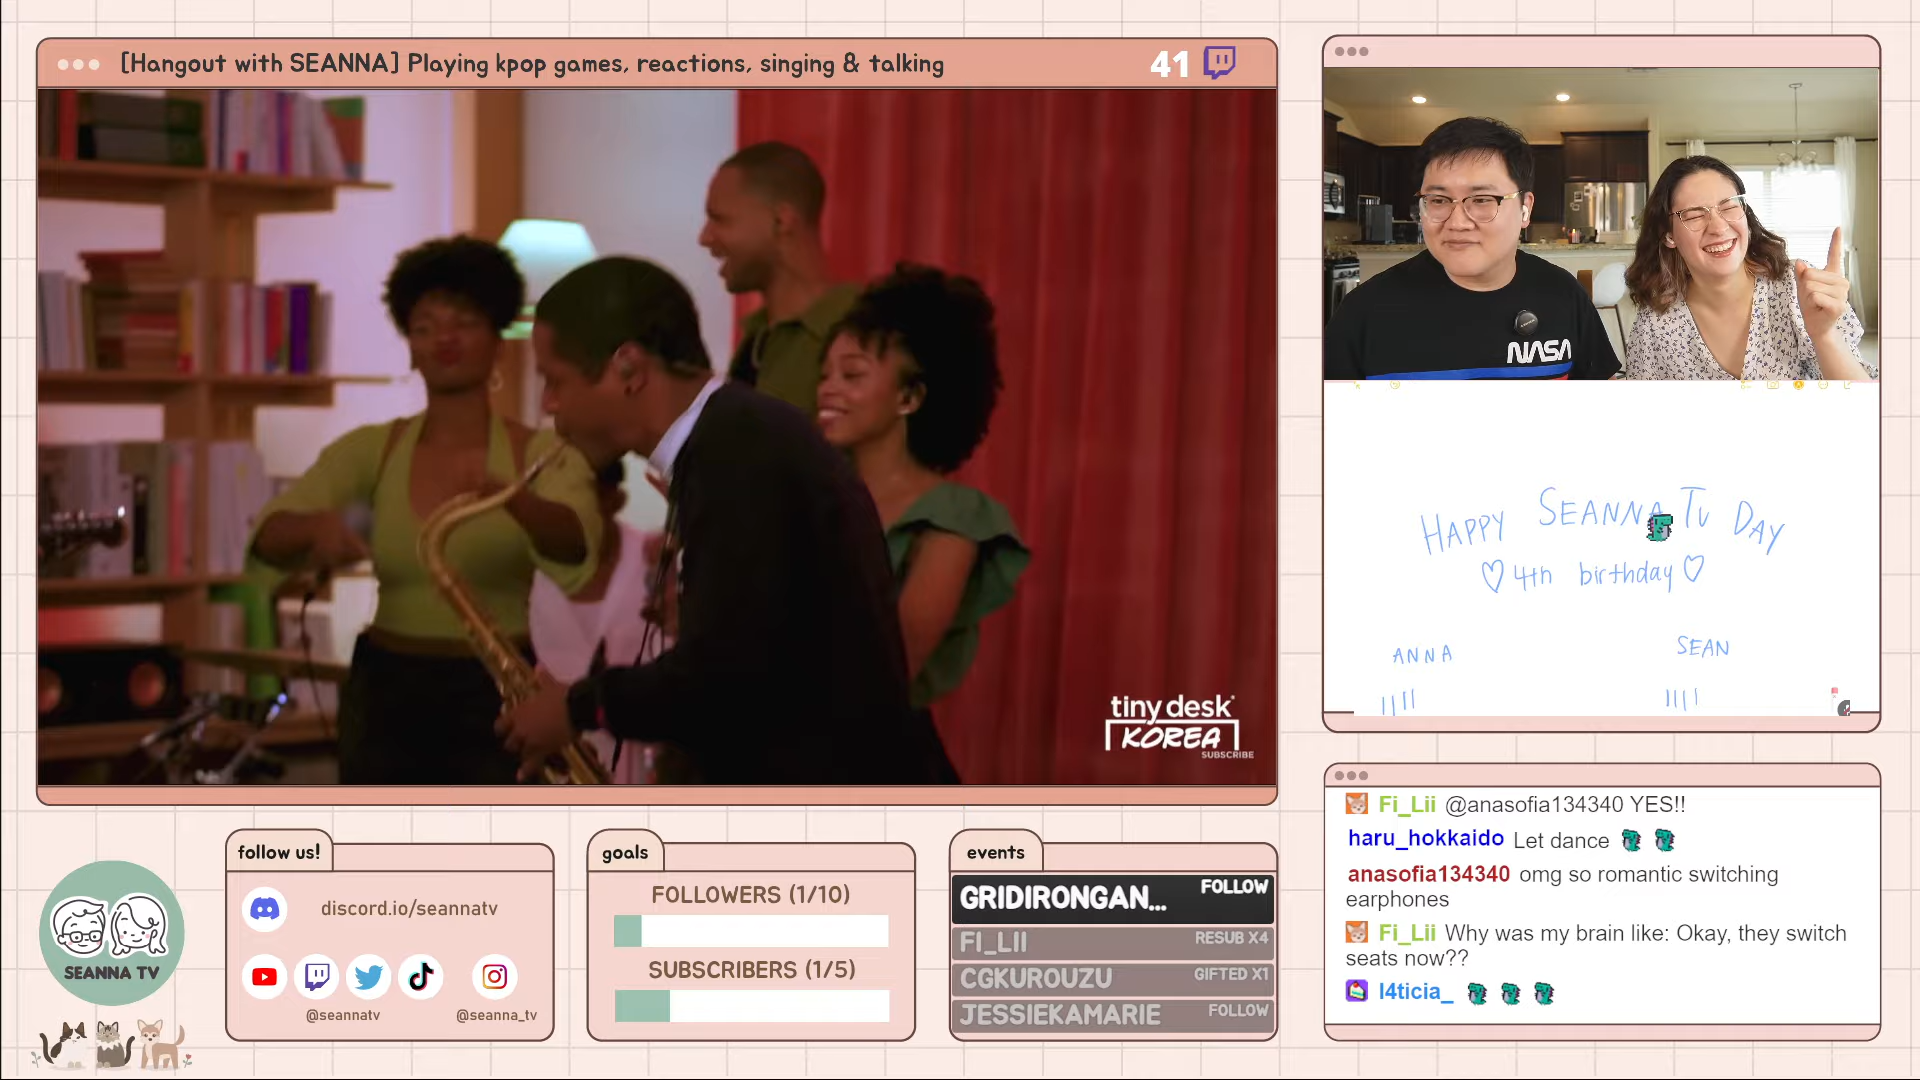 [Hangout with SEANNA] Playing kpop games, reactions, singing & talking
41
tiny desk
KOREA
SUBSCRIBE
NASA
HAPPY SEANNA TV DAY
♡ 4th birthday ♡
ANNA
SEAN
||||
||||
Fi_Lii @anasofia134340 YES!!
haru_hokkaido Let dance
anasofia134340 omg so romantic switching
earphones
Fi_Lii Why was my brain like: Okay, they switch
seats now??
l4ticia_
SEANNA TV
follow us!
discord.io/seannatv
@seannatv
@seanna_tv
goals
FOLLOWERS (1/10)
SUBSCRIBERS (1/5)
events
GRIDIRONGAN... FOLLOW
FI_LII RESUB X4
CGKUROUZU GIFTED X1
JESSIEKAMARIE FOLLOW